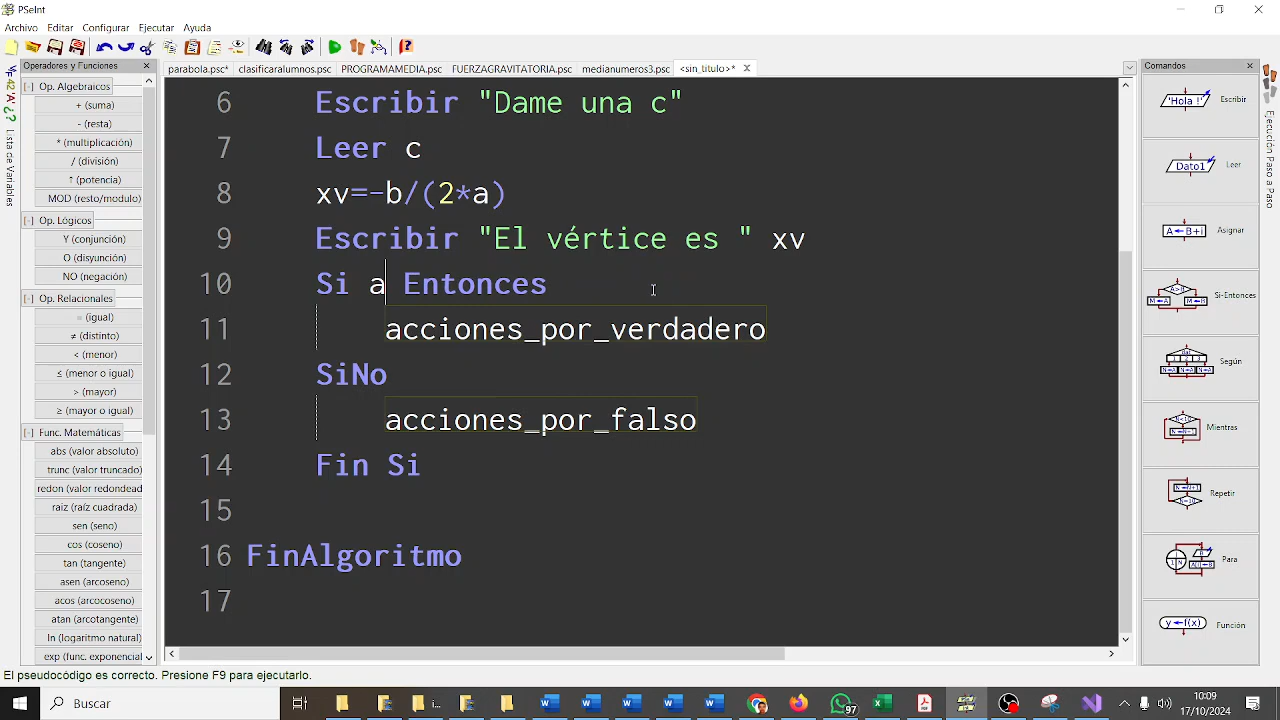 PSeInt
Archivo Editar Configurar Ejecutar Ayuda
Operadores y Funciones
parabola.psc* clasificaralumnos.psc PROGRAMAMEDIA.psc FUERZAGRAVITATORIA.psc medianumeros3.psc <sin_titulo>*
Comandos
Lista de Variables
Op. Algebraicos
+ (suma)
- (resta)
* (multiplicación)
/ (división)
↑ (potencia)
MOD (resto/modulo)
Op. Lógicos
Y (conjunción)
O (disyunción)
NO (negación)
Op. Relacionales
= (igual)
< (menor)
≤ (menor o igual)
> (mayor)
≥ (mayor o igual)
Func. Matemáticas
abs (valor absoluto)
trunc (valor truncado)
redon (valor redondad
raiz (raíz cuadrada)
sen (seno)
cos (coseno)
tan (tangente)
asen (arcoseno)
acos (arcocoseno)
atan (arcotangente)
ln (logaritmo natural)
exp (func. exponencial
6 Escribir "Dame una c"
7 Leer c
8 xv=-b/(2*a)
9 Escribir "El vértice es " xv
10 Si a Entonces
11 acciones_por_verdadero
12 SiNo
13 acciones_por_falso
14 Fin Si
15
16 FinAlgoritmo
17
'Hola !' Escribir
Dato1 Leer
A←B+i Asignar
Si-Entonces
Según
Mientras
Repetir
Para
y←f(x) Función
Ejecución Paso a Paso
El pseudocódigo es correcto. Presione F9 para ejecutarlo.
Buscar
97
10:09
17/10/2024